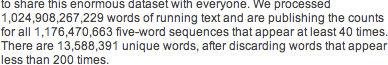 to share this enormous dataset with everyone. We processed
1,024,908,267,229 words of running text and are publishing the counts
for all 1,176,470,663 five-word sequences that appear at least 40 times.
There are 13,588,391 unique words, after discarding words that appear
less than 200 times.